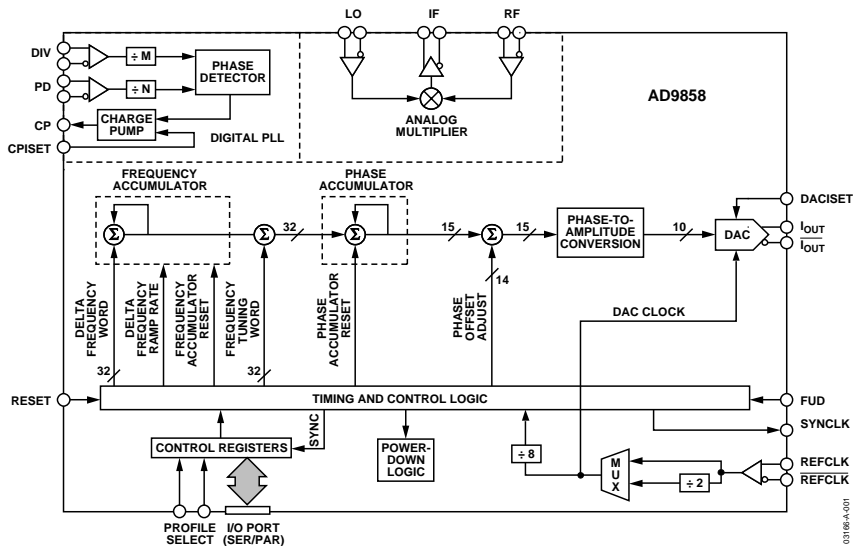 LO IF RF
DIV
÷ M
PHASE
DETECTOR
PD
÷ N
CP
CHARGE
PUMP
DIGITAL PLL
CPISET
ANALOG
MULTIPLIER
AD9858
FREQUENCY
ACCUMULATOR
PHASE
ACCUMULATOR
DACISET
Σ
Σ
32
Σ
15
Σ
15
PHASE-TO-
AMPLITUDE
CONVERSION
10
DAC
IOUT
IOUT
14
DELTA
FREQUENCY
WORD
DELTA
FREQUENCY
RAMP RATE
FREQUENCY
ACCUMULATOR
RESET
FREQUENCY
TUNING
WORD
PHASE
ACCUMULATOR
RESET
PHASE
OFFSET
ADJUST
DAC CLOCK
32
32
RESET
TIMING AND CONTROL LOGIC
FUD
SYNCLK
SYNC
CONTROL REGISTERS
POWER-
DOWN
LOGIC
÷ 8
MUX
÷ 2
REFCLK
REFCLK
PROFILE
SELECT
I/O PORT
(SER/PAR)
03166-A-001